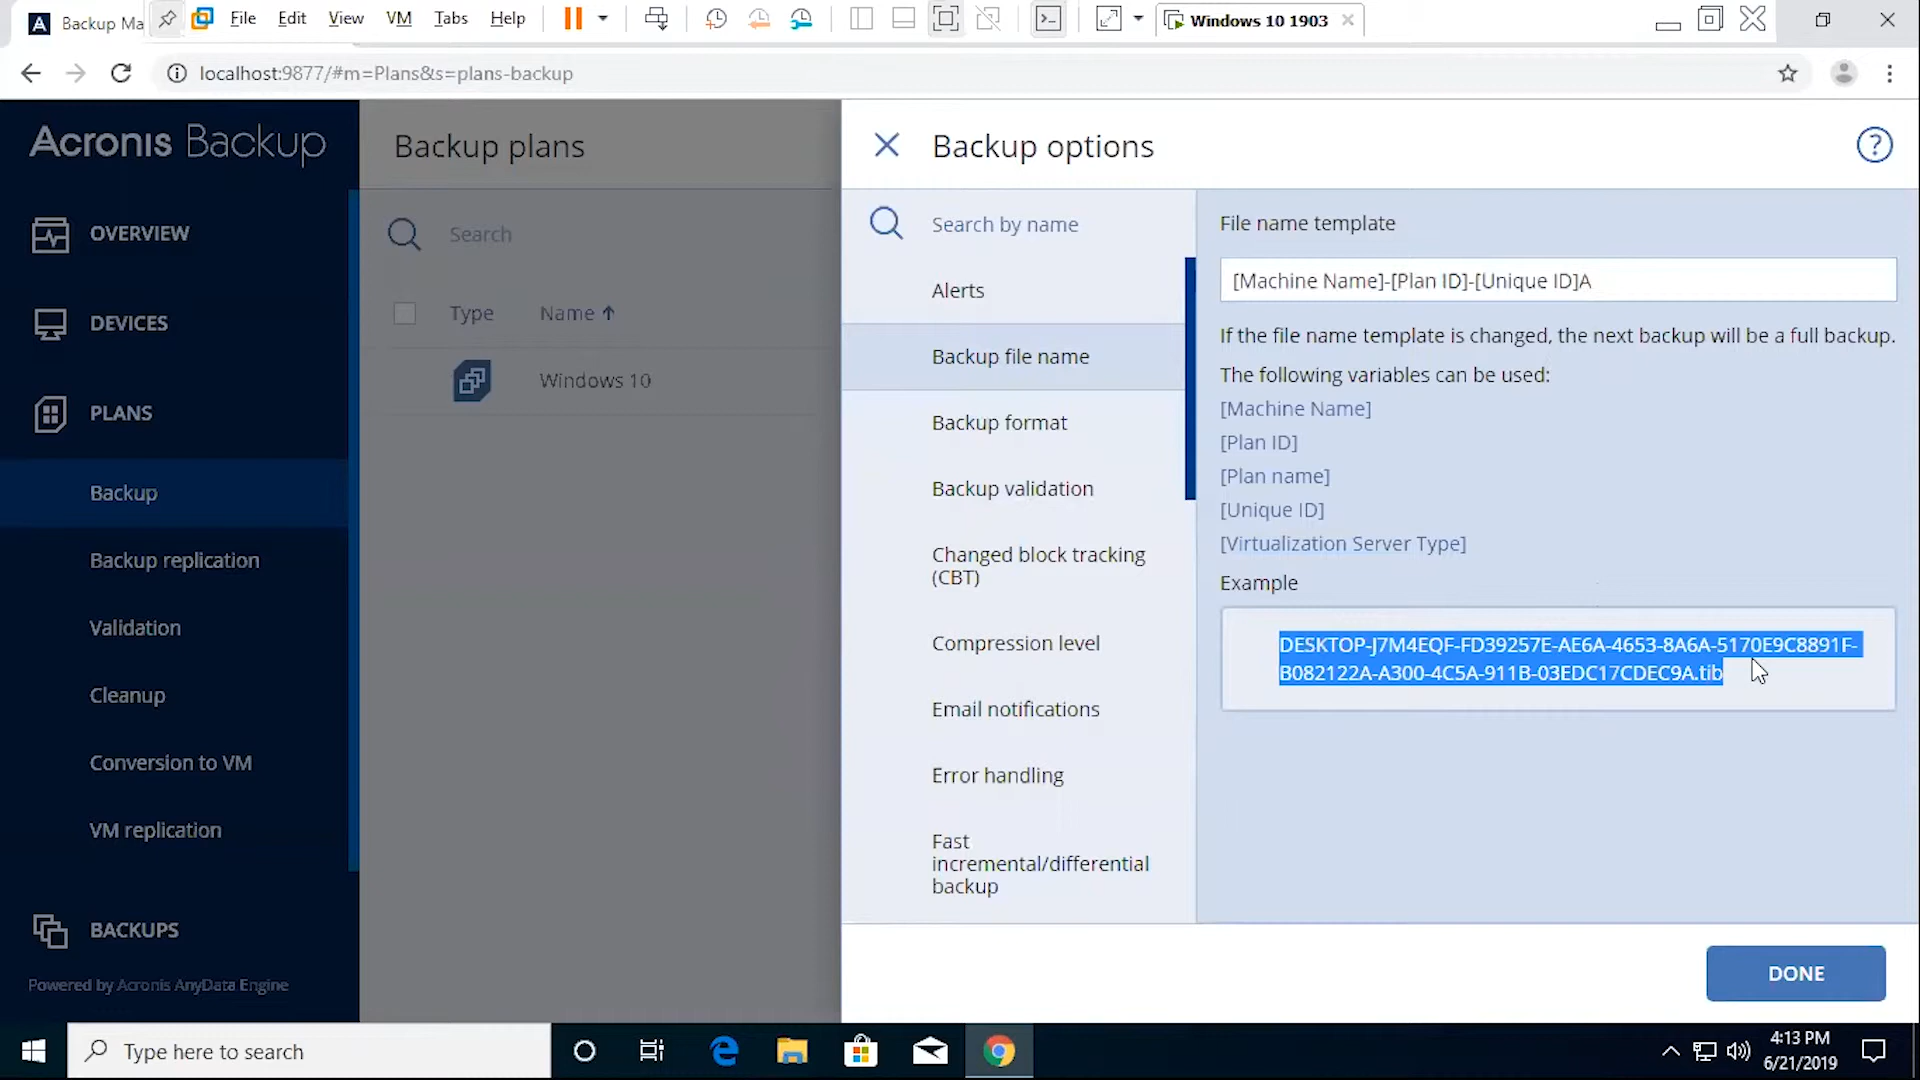 Backup Ma
File Edit View VM Tabs Help
Windows 10 1903
localhost:9877/#m=Plans&s=plans-backup
Acronis Backup
OVERVIEW
DEVICES
PLANS
Backup
Backup replication
Validation
Cleanup
Conversion to VM
VM replication
BACKUPS
Powered by Acronis AnyData Engine
Backup plans
Search
Type Name
Windows 10
Backup options
?
Search by name
Alerts
Backup file name
Backup format
Backup validation
Changed block tracking
(CBT)
Compression level
Email notifications
Error handling
Fast
incremental/differential
backup
File name template
[Machine Name]-[Plan ID]-[Unique ID]A
If the file name template is changed, the next backup will be a full backup.
The following variables can be used:
[Machine Name]
[Plan ID]
[Plan name]
[Unique ID]
[Virtualization Server Type]
Example
DESKTOP-J7M4EQF-FD39257E-AE6A-4653-8A6A-5170E9C8891F-
B082122A-A300-4C5A-911B-03EDC17CDEC9A.tib
DONE
Type here to search
4:13 PM
6/21/2019